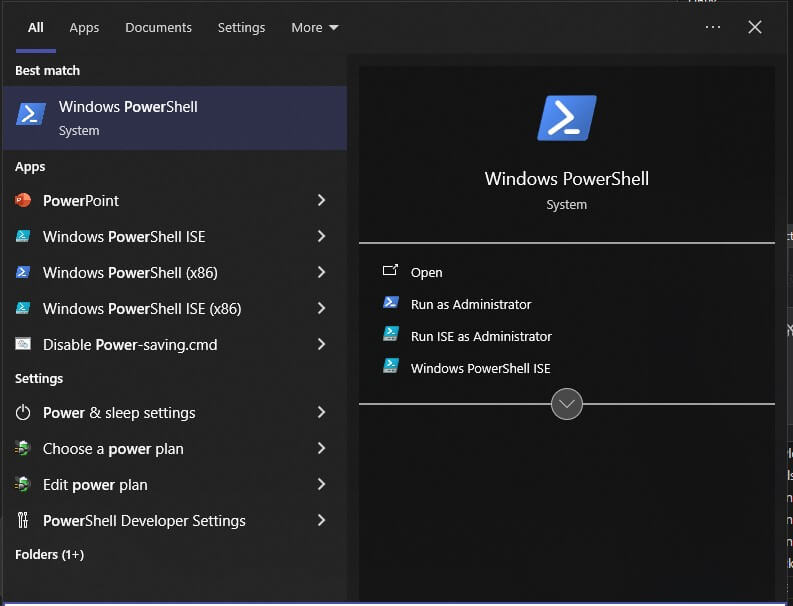 All Apps Documents Settings More
Best match
Windows PowerShell
System
Apps
PowerPoint
Windows PowerShell ISE
Windows PowerShell (x86)
Windows PowerShell ISE (x86)
Disable Power-saving.cmd
Settings
Power & sleep settings
Choose a power plan
Edit power plan
PowerShell Developer Settings
Folders (1+)
Windows PowerShell
System
Open
Run as Administrator
Run ISE as Administrator
Windows PowerShell ISE